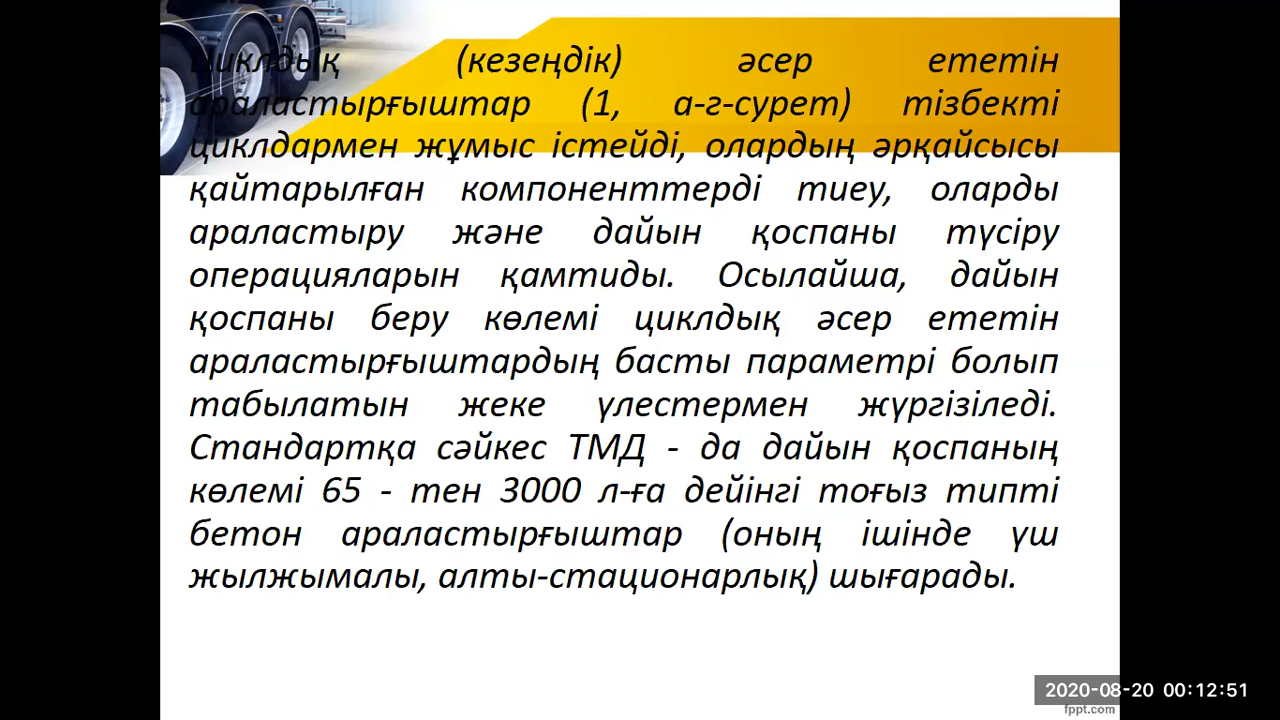 Циклдық (кезеңдік) әсер ететін
араластырғыштар (1, а-г-сурет) тізбекті
циклдармен жұмыс істейді, олардың әрқайсысы
қайтарылған компоненттерді тиеу, оларды
араластыру және дайын қоспаны түсіру
операцияларын қамтиды. Осылайша, дайын
қоспаны беру көлемі циклдық әсер ететін
араластырғыштардың басты параметрі болып
табылатын жеке үлестермен жүргізіледі.
Стандартқа сәйкес ТМД - да дайын қоспаның
көлемі 65 - тен 3000 л-ға дейінгі тоғыз типті
бетон араластырғыштар (оның ішінде үш
жылжымалы, алты-стационарлық) шығарады.
2020-08-20 00:12:51
fppt.com